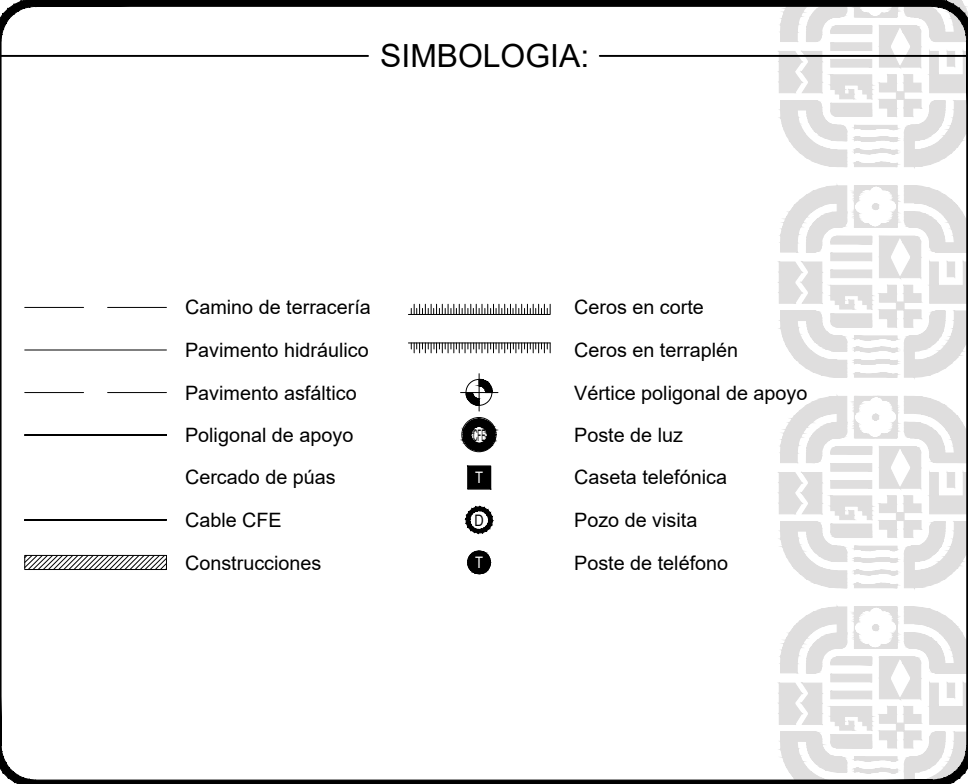 SIMBOLOGIA:
Camino de terracería
Pavimento hidráulico
Pavimento asfáltico
Poligonal de apoyo
Cercado de púas
Cable CFE
Construcciones
Ceros en corte
Ceros en terraplén
Vértice poligonal de apoyo
Poste de luz
T Caseta telefónica
D Pozo de visita
T Poste de teléfono